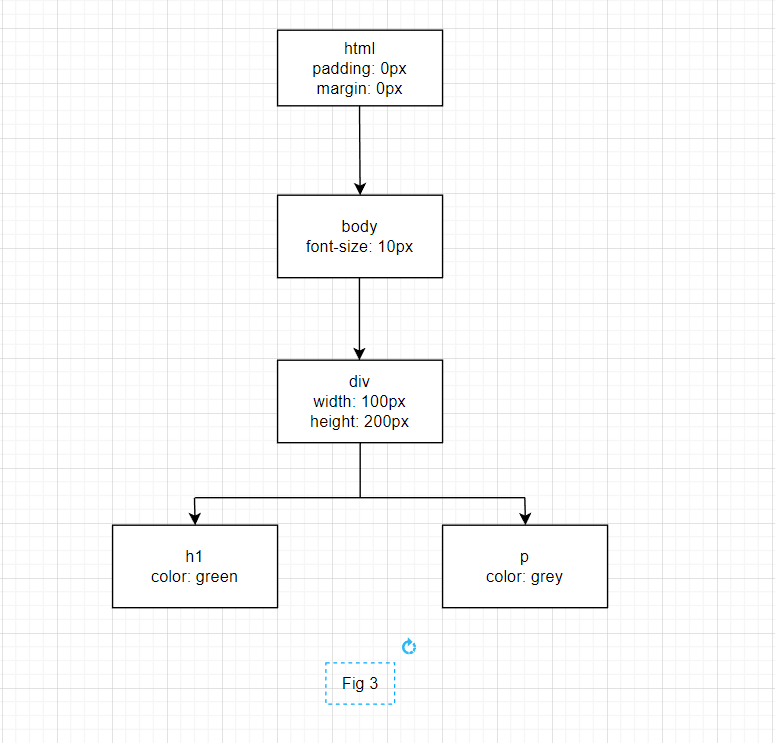 html
padding: 0px
margin: 0px
body
font-size: 10px
div
width: 100px
height: 200px
h1
color: green
p
color: grey
Fig 3